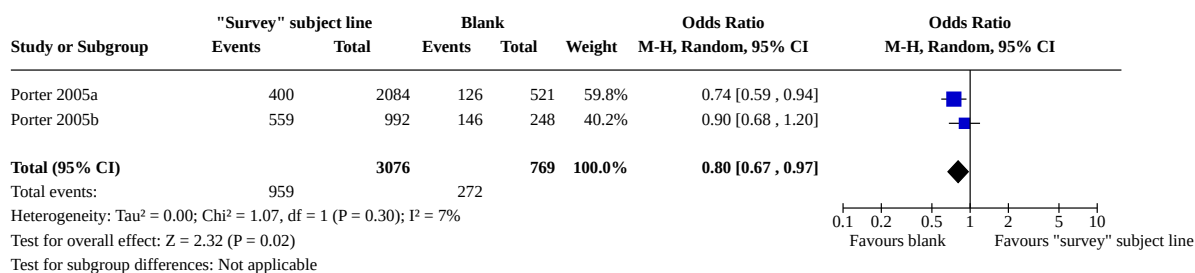 "Survey" subject line Blank Odds Ratio Odds Ratio
Study or Subgroup Events Total Events Total Weight M-H, Random, 95% CI M-H, Random, 95% CI
Porter 2005a 400 2084 126 521 59.8% 0.74 [0.59 , 0.94]
Porter 2005b 559 992 146 248 40.2% 0.90 [0.68 , 1.20]
Total (95% CI) 3076 769 100.0% 0.80 [0.67 , 0.97]
Total events: 959 272
Heterogeneity: Tau² = 0.00; Chi² = 1.07, df = 1 (P = 0.30); I² = 7%
Test for overall effect: Z = 2.32 (P = 0.02)
Test for subgroup differences: Not applicable
0.1 0.2 0.5 1 2 5 10
Favours blank Favours "survey" subject line